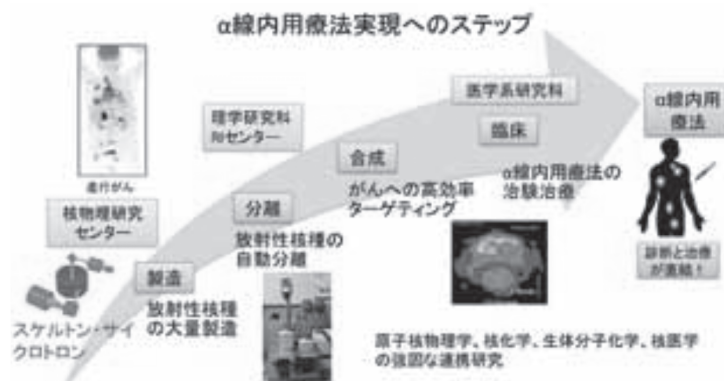 α線内用療法実現へのステップ
進行がん
核物理研究
センター
スケルトン・サイ
クロトロン
製造
放射性核種
の大量製造
理学研究科
RIセンター
分離
放射性核種の
自動分離
合成
がんへの高効率
ターゲティング
医学系研究科
臨床
α線内用療法の
治験治療
α線内用
療法
診断と治療
が直結！
原子核物理学、核化学、生体分子化学、核医学
の強固な連携研究